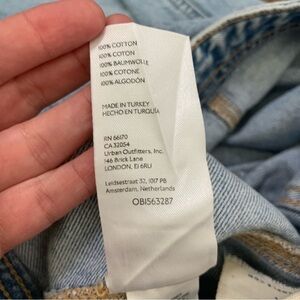 100% COTTON
100% COTON
100% BAUMWOLLE
100% COTONE
100% ALGODÓN
MADE IN TURKEY
HECHO EN TURQUÍA
RN 66170
CA 32054
Urban Outfitters, Inc.
146 Brick Lane
LONDON, E1 6RU
Leidsestraat 32, 1017 PB
Amsterdam, Netherlands
OB1563287